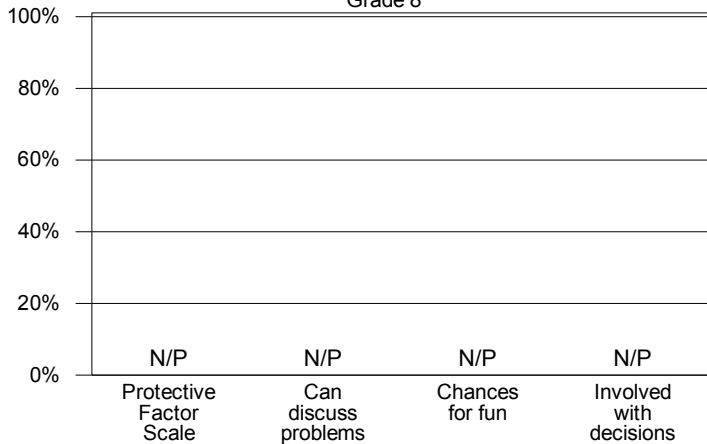 Grade 8
100%
80%
60%
40%
20%
0%
N/P N/P N/P N/P
Protective
Factor
Scale
Can
discuss
problems
Chances
for fun
Involved
with
decisions